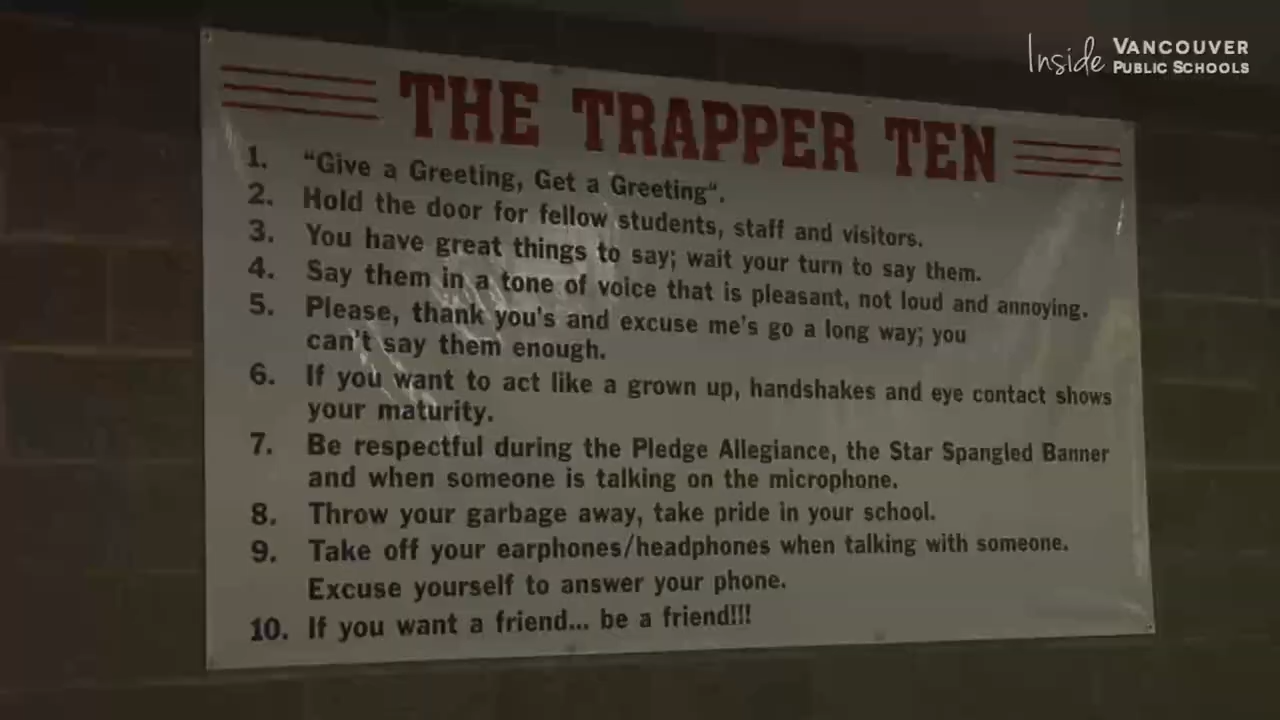 Inside VANCOUVER
PUBLIC SCHOOLS
THE TRAPPER TEN
1. “Give a Greeting, Get a Greeting“.
2. Hold the door for fellow students, staff and visitors.
3. You have great things to say; wait your turn to say them.
4. Say them in a tone of voice that is pleasant, not loud and annoying.
5. Please, thank you's and excuse me's go a long way; you
can't say them enough.
6. If you want to act like a grown up, handshakes and eye contact shows
your maturity.
7. Be respectful during the Pledge Allegiance, the Star Spangled Banner
and when someone is talking on the microphone.
8. Throw your garbage away, take pride in your school.
9. Take off your earphones/headphones when talking with someone.
Excuse yourself to answer your phone.
10. If you want a friend... be a friend!!!